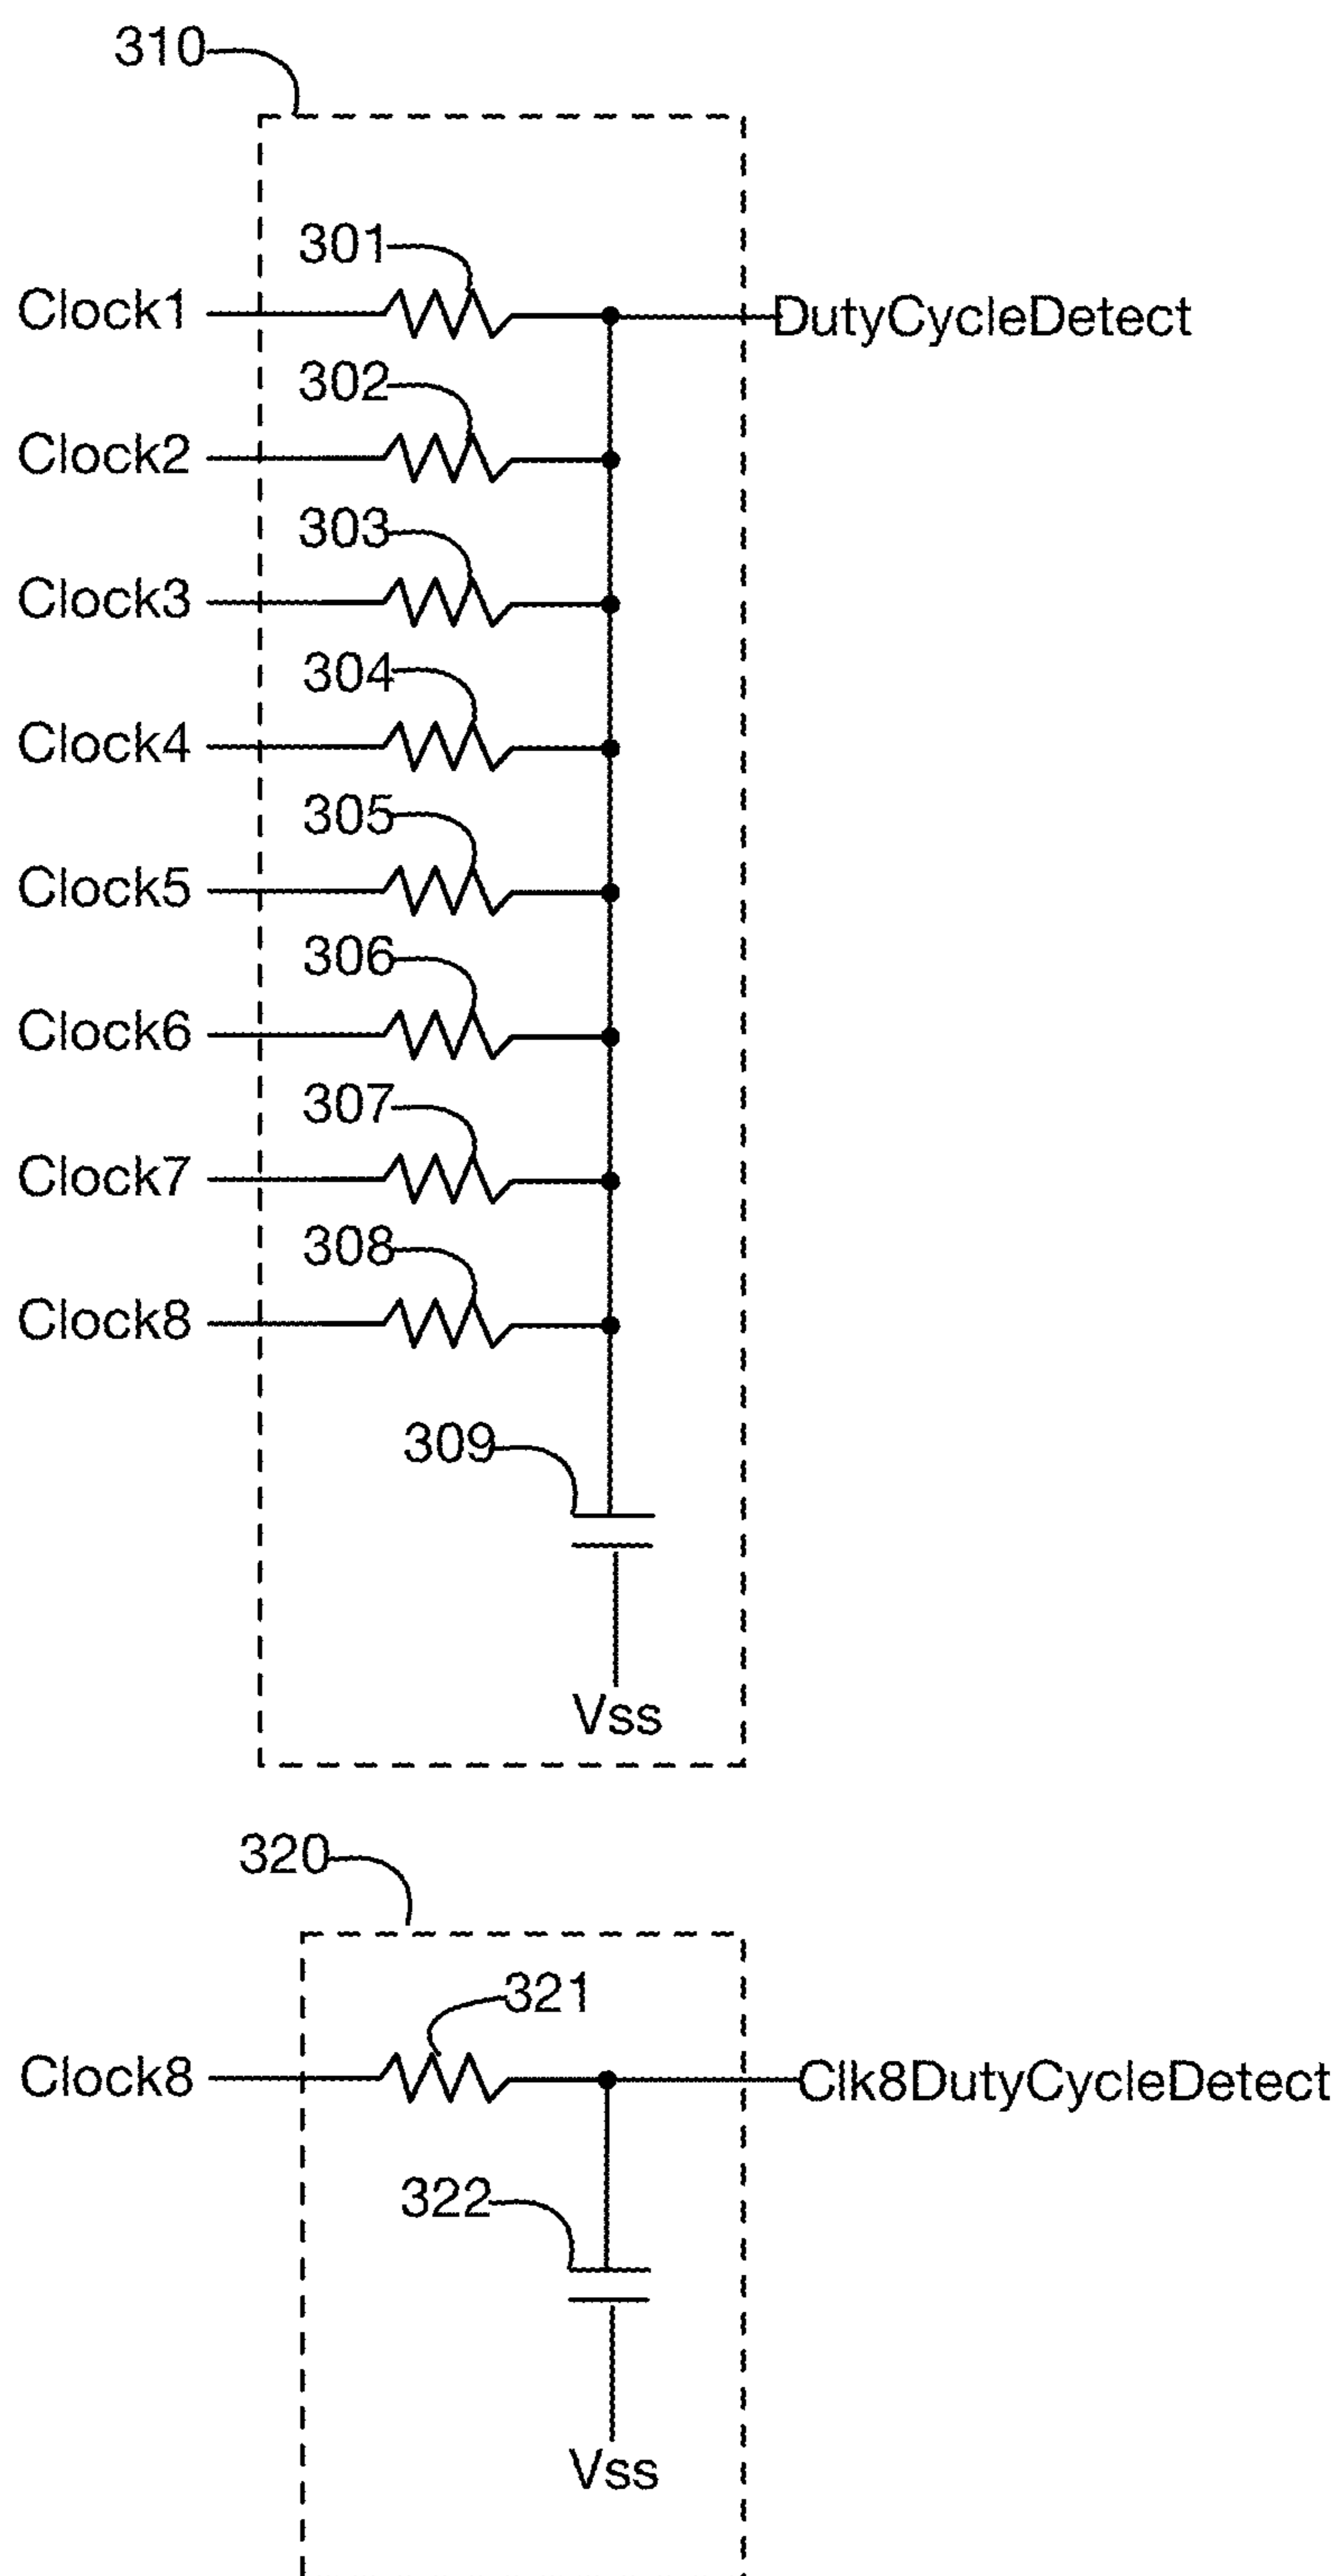 310
301
Clock1
DutyCycleDetect
302
Clock2
303
Clock3
304
Clock4
305
Clock5
306
Clock6
307
Clock7
308
Clock8
309
Vss
320
321
Clock8
Clk8DutyCycleDetect
322
Vss